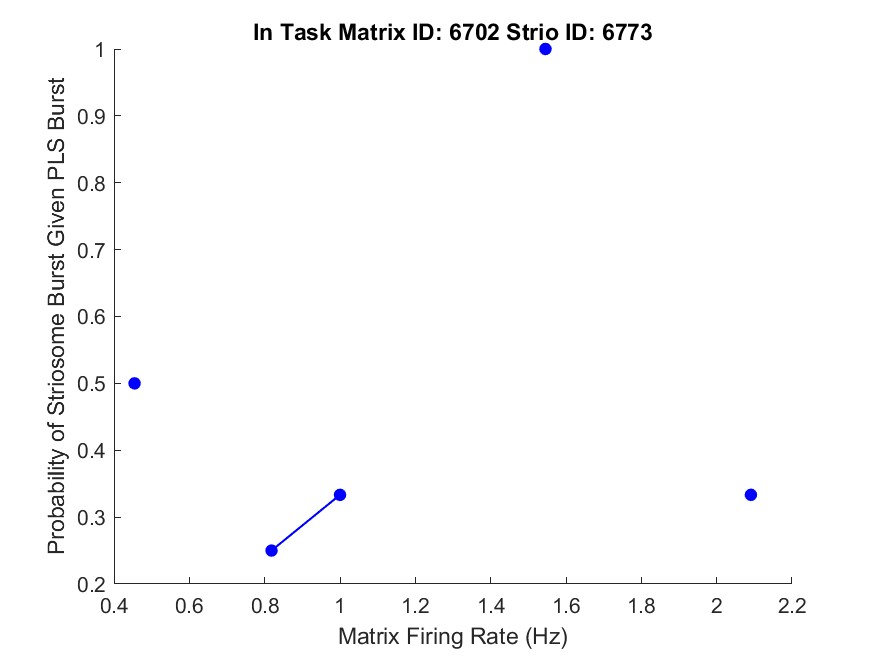 In Task Matrix ID: 6702 Strio ID: 6773
Probability of Striosome Burst Given PLS Burst
1
0.9
0.8
0.7
0.6
0.5
0.4
0.3
0.2
0.4 0.6 0.8 1 1.2 1.4 1.6 1.8 2 2.2
Matrix Firing Rate (Hz)